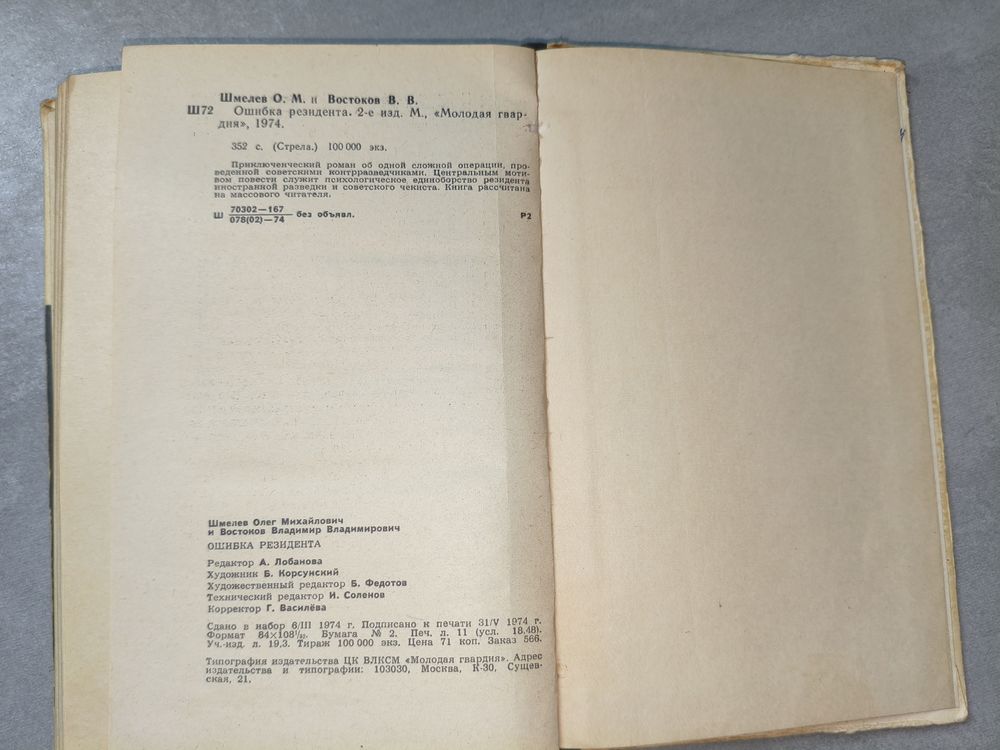 Шмелев О. М. и Востоков В. В.
Ш72 Ошибка резидента. 2-е изд. М., «Молодая гвар-
дия», 1974.
352 с. (Стрела.) 100 000 экз.
Приключенческий роман об одной сложной операции, про-
веденной советскими контрразведчиками. Центральным моти-
вом повести служит психологическое единоборство резидента
иностранной разведки и советского чекиста. Книга рассчитана
на массового читателя.
Ш 70302—167 без объявл. Р2
078(02)—74
Шмелев Олег Михайлович
и Востоков Владимир Владимирович
ОШИБКА РЕЗИДЕНТА
Редактор А. Лобанова
Художник Б. Корсунский
Художественный редактор Б. Федотов
Технический редактор И. Соленов
Корректор Г. Василёва
Сдано в набор 6/III 1974 г. Подписано к печати 31/V 1974 г.
Формат 84×108¹/₃₂. Бумага № 2. Печ. л. 11 (усл. 18,48).
Уч.-изд. л. 19,3. Тираж 100 000 экз. Цена 71 коп. Заказ 566.
Типография издательства ЦК ВЛКСМ «Молодая гвардия». Адрес
издательства и типографии: 103030, Москва, К-30, Сущев-
ская, 21.